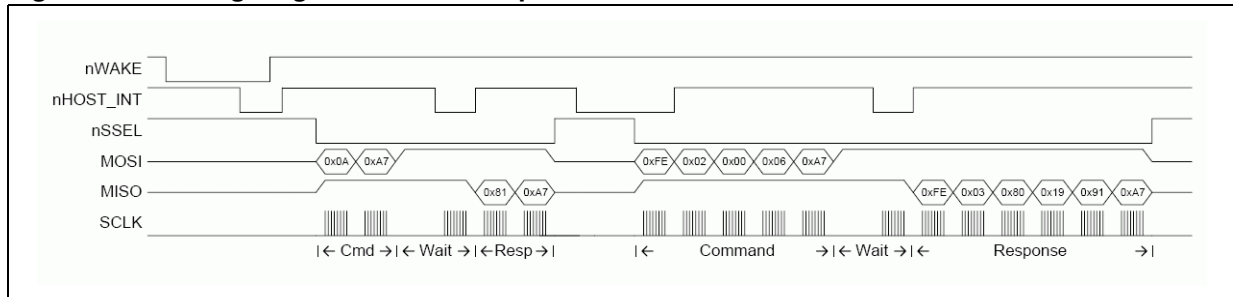 nWAKE
nHOST_INT
nSSEL
MOSI 0x0A 0xA7 0xFE 0x02 0x00 0x06 0xA7
MISO 0x81 0xA7 0xFE 0x03 0x80 0x19 0x91 0xA7
SCLK
|← Cmd →|← Wait →|←Resp→| |← Command →|← Wait →|← Response →|